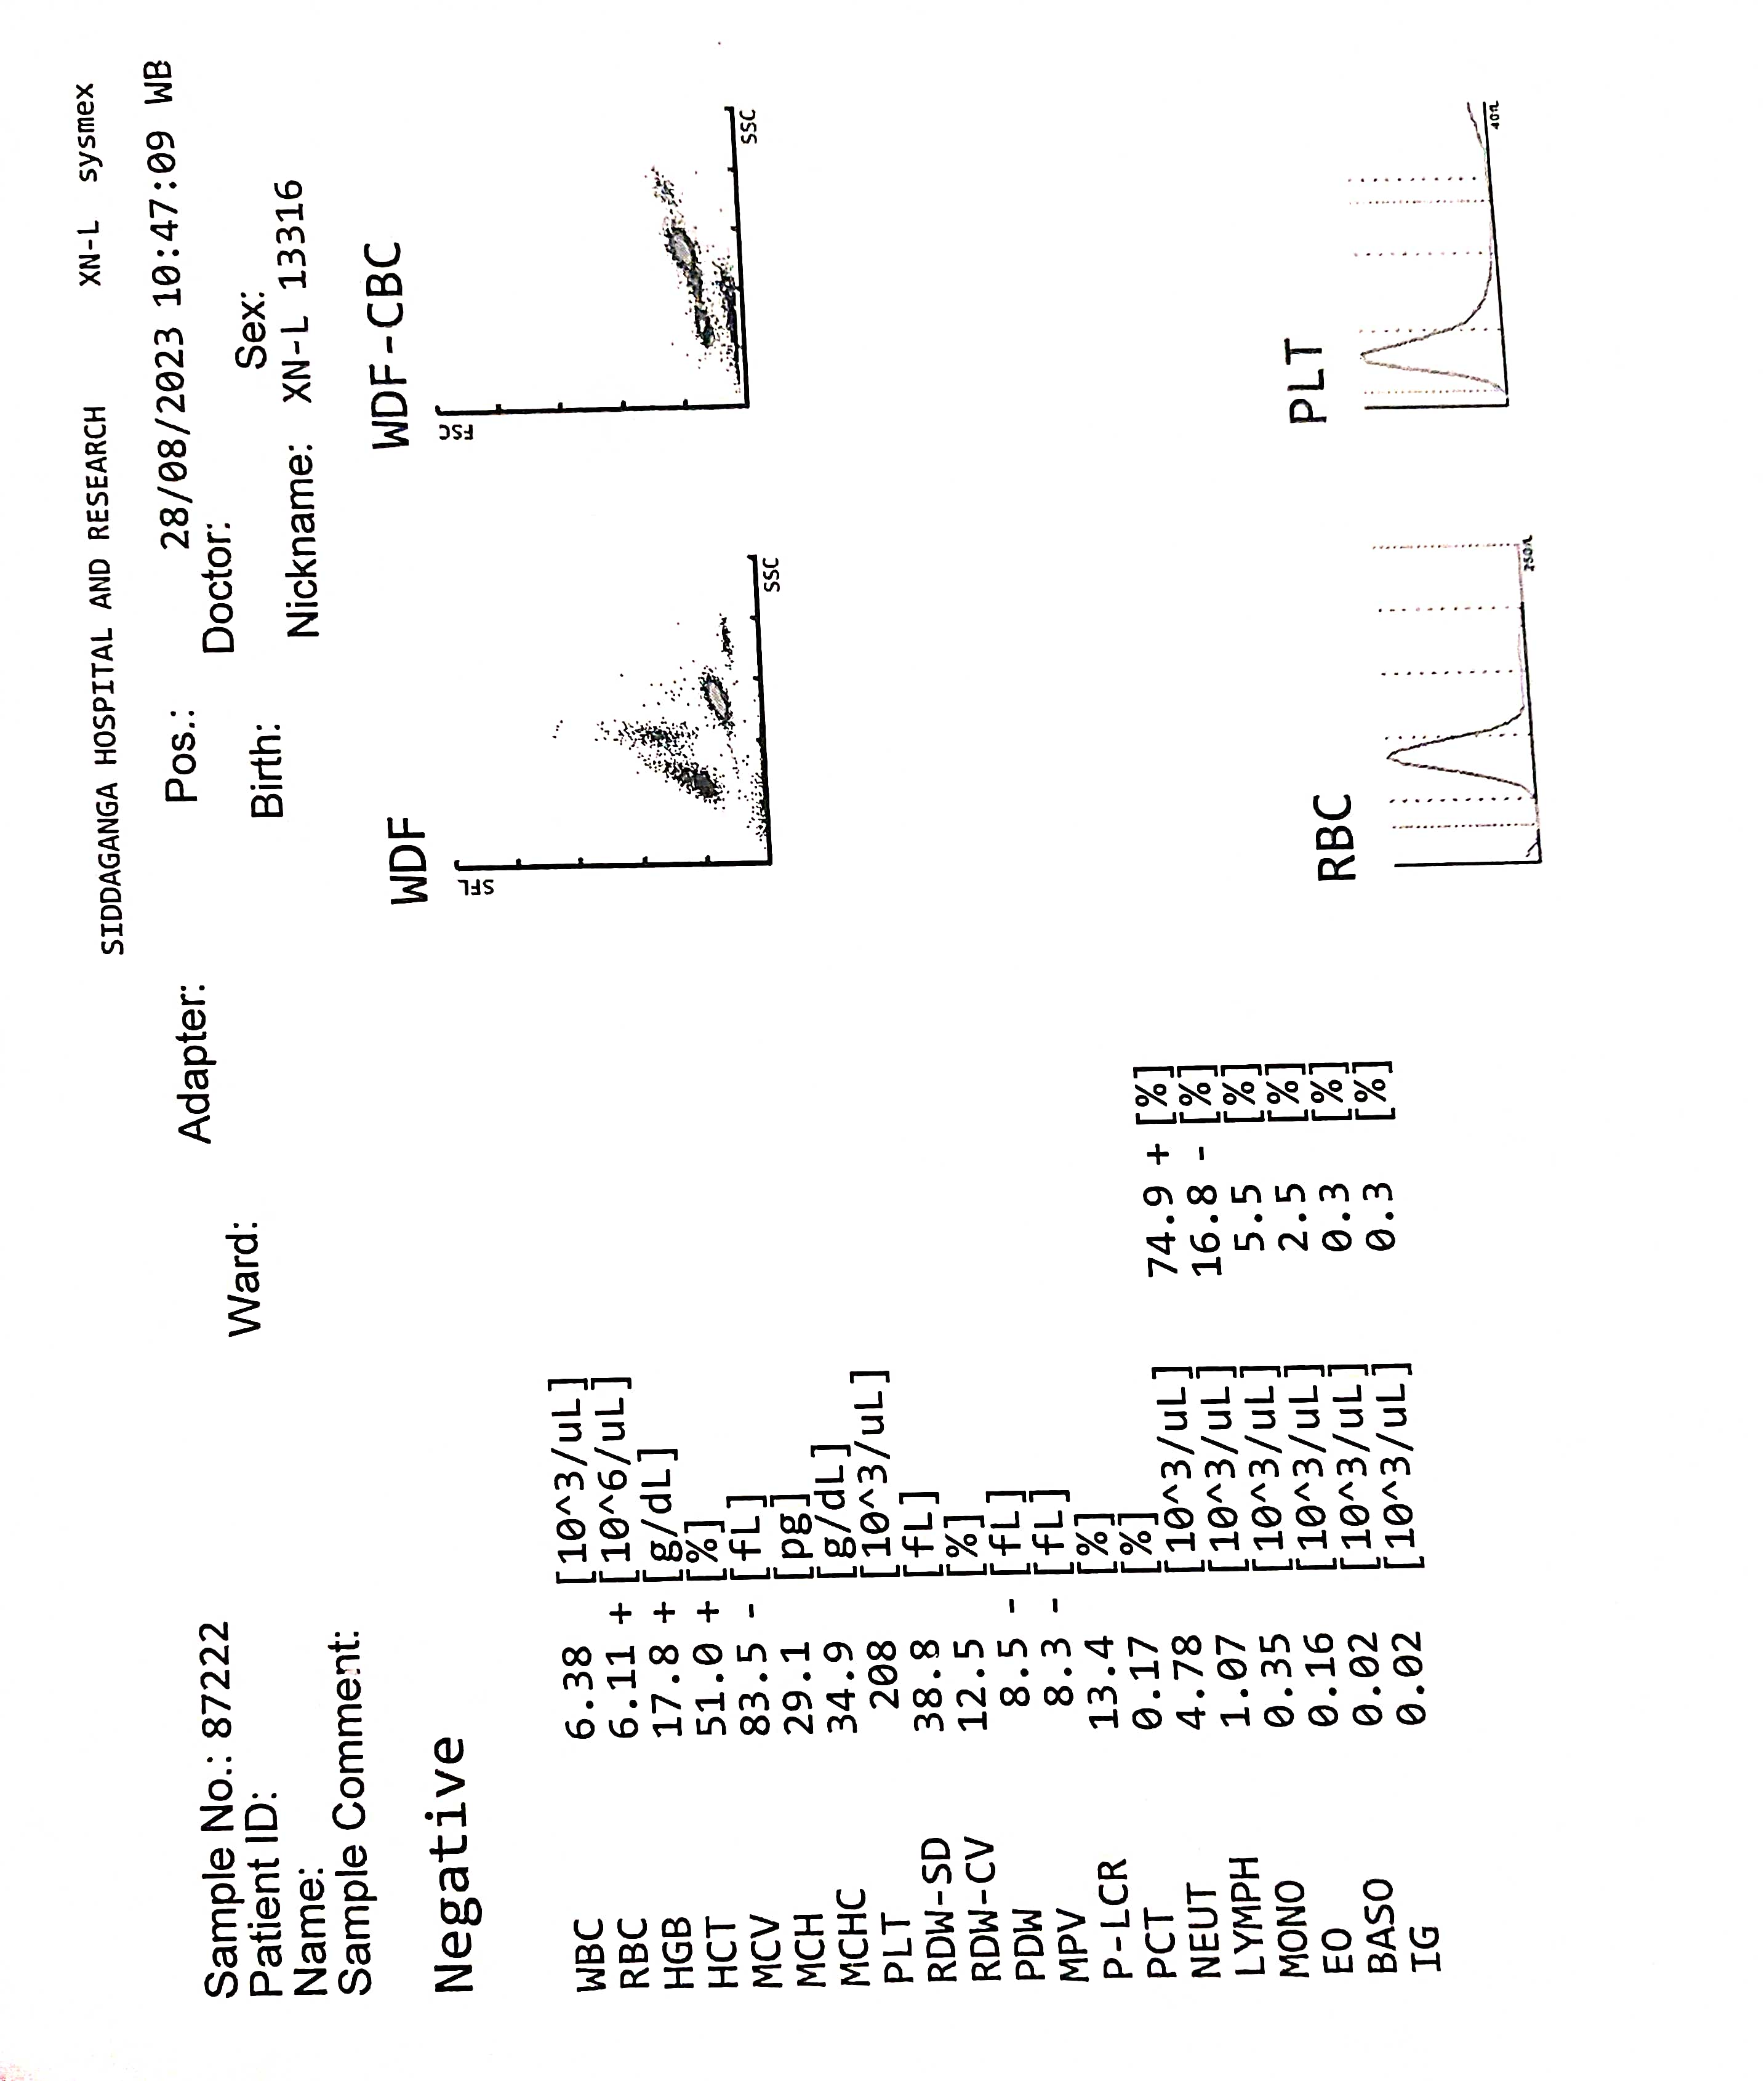 SIDDAGANGA HOSPITAL AND RESEARCH XN-L sysmex
Sample No.: 87222 Adapter: Pos.: 28/08/2023 10:47:09 WB
Patient ID: Ward: Doctor:
Name: Birth: Sex:
Sample Comment: Nickname: XN-L 13316
Negative
WDF WDF-CBC
SFL FSC
SSC SSC
WBC 6.38 [10^3/uL]
RBC 6.11 + [10^6/uL]
HGB 17.8 + [g/dL]
HCT 51.0 + [%]
MCV 83.5 - [fL]
MCH 29.1 [pg]
MCHC 34.9 [g/dL]
PLT 208 [10^3/uL]
RDW-SD 38.8 [fL]
RDW-CV 12.5 [%]
PDW 8.5 - [fL]
MPV 8.3 - [fL]
P-LCR 13.4 [%]
PCT 0.17 [%]
NEUT 4.78 [10^3/uL] 74.9 + [%]
LYMPH 1.07 [10^3/uL] 16.8 - [%]
MONO 0.35 [10^3/uL] 5.5 [%]
EO 0.16 [10^3/uL] 2.5 [%]
BASO 0.02 [10^3/uL] 0.3 [%]
IG 0.02 [10^3/uL] 0.3 [%]
RBC PLT
250fL 40fL